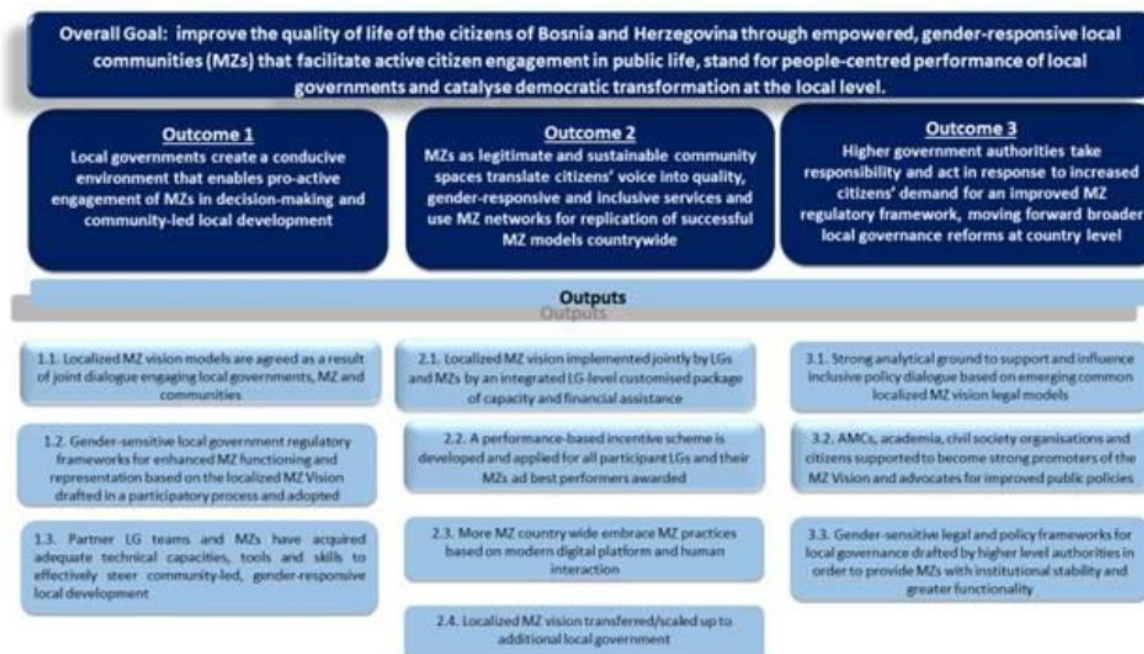 Overall Goal: improve the quality of life of the citizens of Bosnia and Herzegovina through empowered, gender-responsive local
communities (MZs) that facilitate active citizen engagement in public life, stand for people-centred performance of local
governments and catalyse democratic transformation at the local level.
Outcome 1
Local governments create a conducive
environment that enables pro-active
engagement of MZs in decision-making and
community-led local development
Outcome 2
MZs as legitimate and sustainable community
spaces translate citizens' voice into quality,
gender-responsive and inclusive services and
use MZ networks for replication of successful
MZ models countrywide
Outcome 3
Higher government authorities take
responsibility and act in response to increased
citizens' demand for an improved MZ
regulatory framework, moving forward broader
local governance reforms at country level
Outputs
1.1. Localized MZ vision models are agreed as a result
of joint dialogue engaging local governments, MZ and
communities
1.2. Gender-sensitive local government regulatory
frameworks for enhanced MZ functioning and
representation based on the localized MZ Vision
drafted in a participatory process and adopted
1.3. Partner LG teams and MZs have acquired
adequate technical capacities, tools and skills to
effectively steer community-led, gender-responsive
local development
2.1. Localized MZ vision implemented jointly by LGs
and MZs by an integrated LG-level customised package
of capacity and financial assistance
2.2. A performance-based incentive scheme is
developed and applied for all participant LGs and their
MZs ad best performers awarded
2.3. More MZ country wide embrace MZ practices
based on modern digital platform and human
interaction
2.4. Localized MZ vision transferred/scaled up to
additional local government
3.1. Strong analytical ground to support and influence
inclusive policy dialogue based on emerging common
localized MZ vision legal models
3.2. AMCs, academia, civil society organisations and
citizens supported to become strong promoters of the
MZ Vision and advocates for improved public policies
3.3. Gender-sensitive legal and policy frameworks for
local governance drafted by higher level authorities in
order to provide MZs with institutional stability and
greater functionality